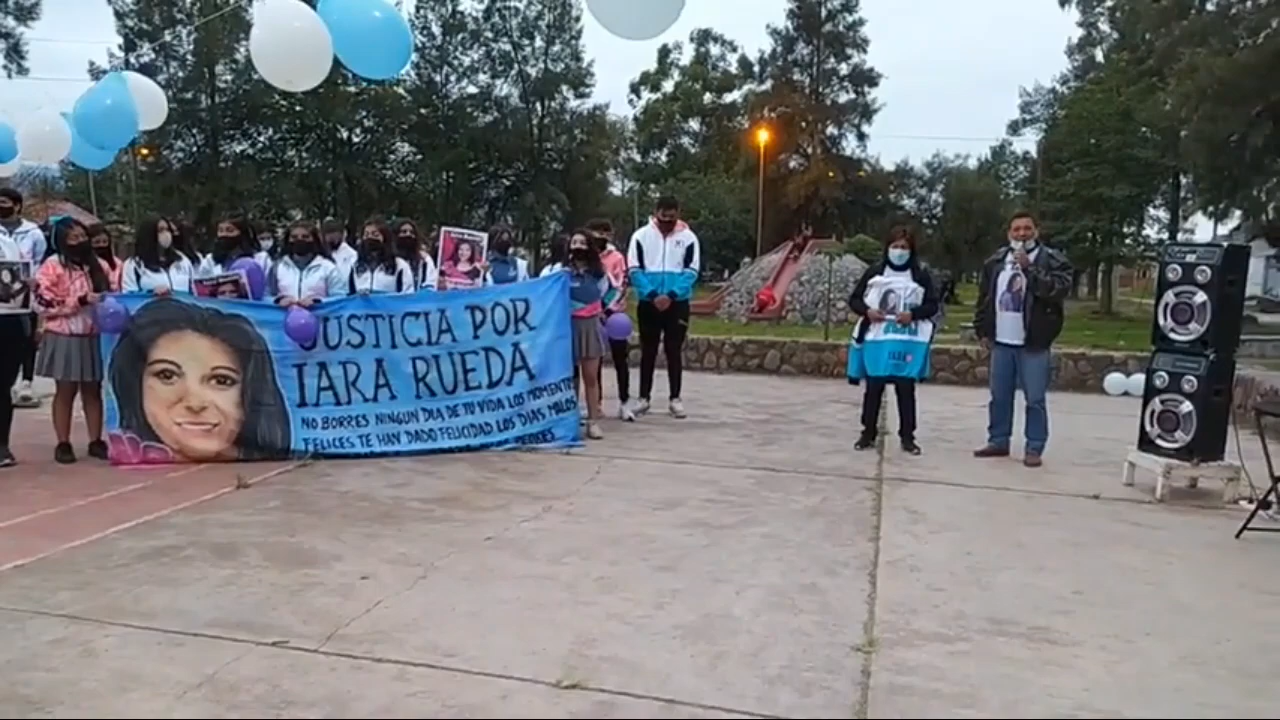 JUSTICIA POR
IARA RUEDA
NO BORRES NINGUN DIA DE TU VIDA LOS MOMENTOS
FELICES TE HAN DADO FELICIDAD LOS DIAS MALOS